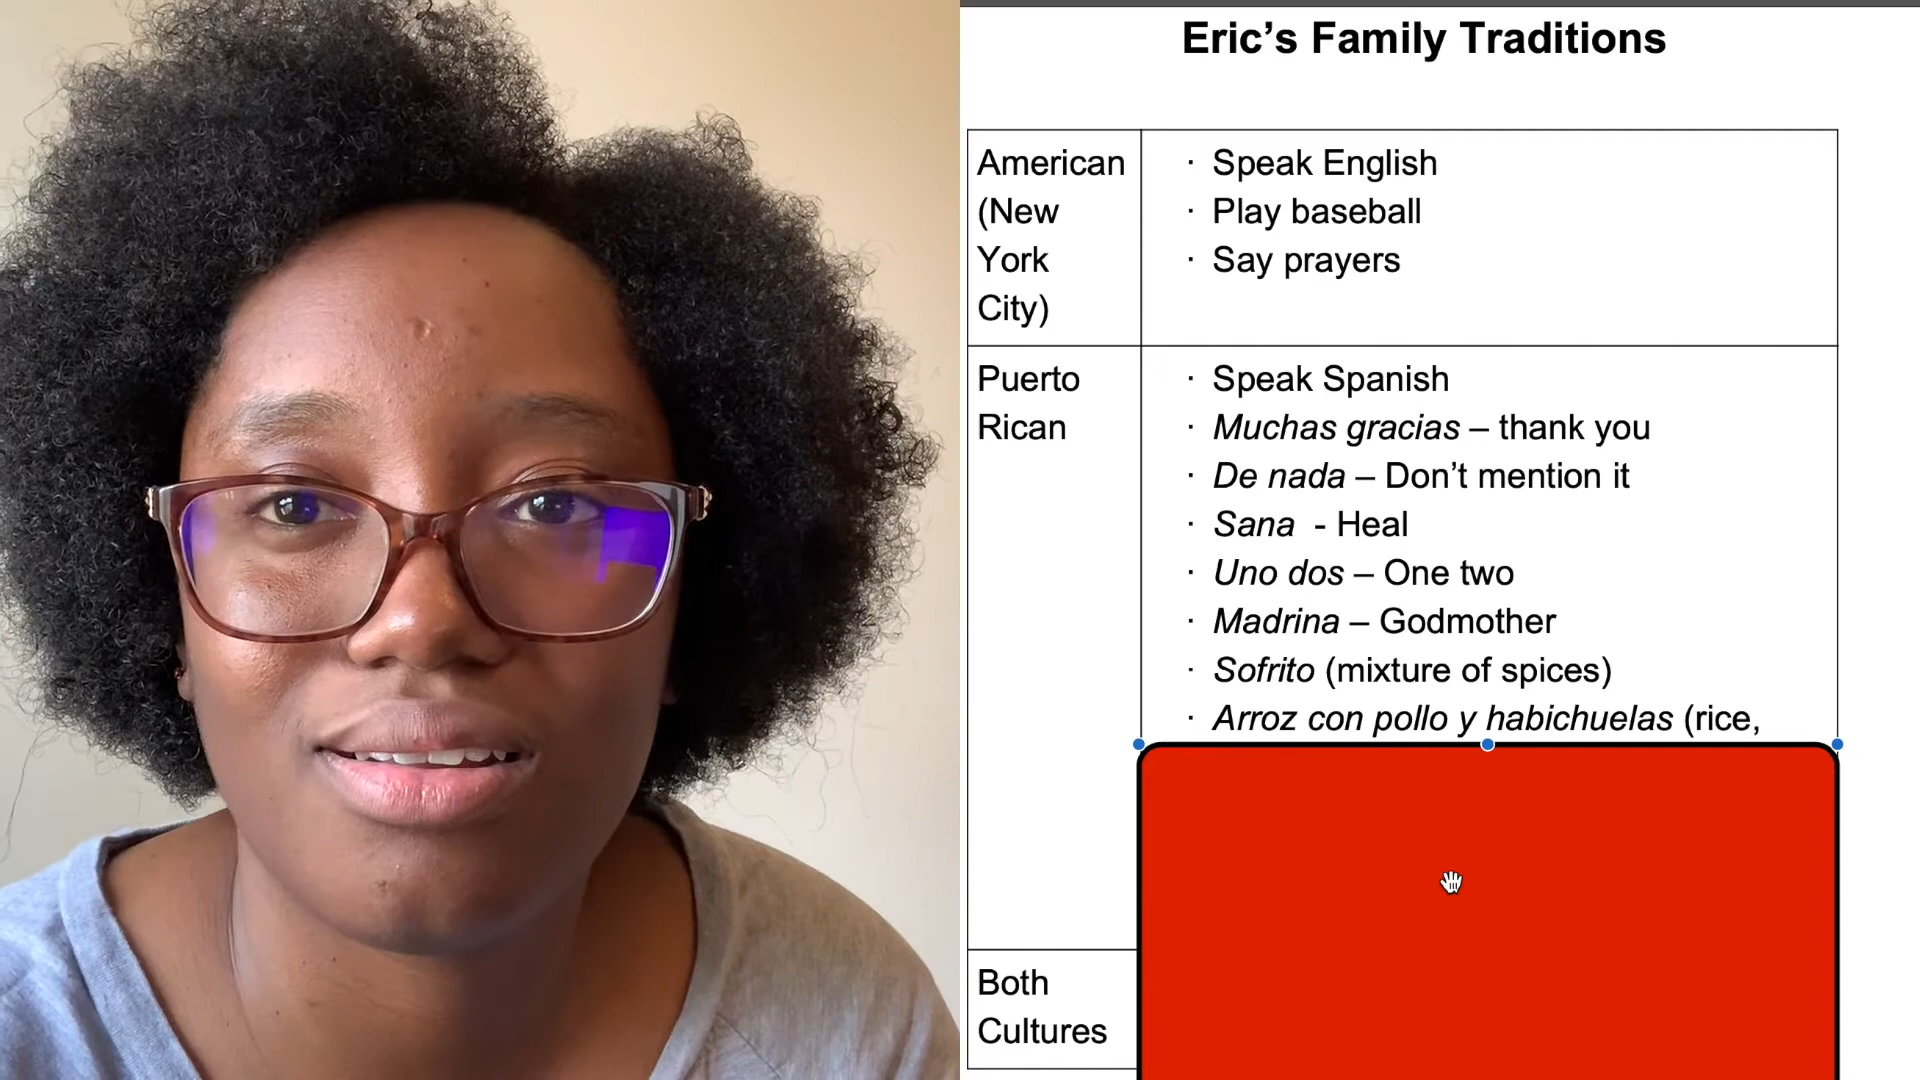 Eric’s Family Traditions
American
(New
York
City)
· Speak English
· Play baseball
· Say prayers
Puerto
Rican
· Speak Spanish
· Muchas gracias – thank you
· De nada – Don’t mention it
· Sana - Heal
· Uno dos – One two
· Madrina – Godmother
· Sofrito (mixture of spices)
· Arroz con pollo y habichuelas (rice,
Both
Cultures